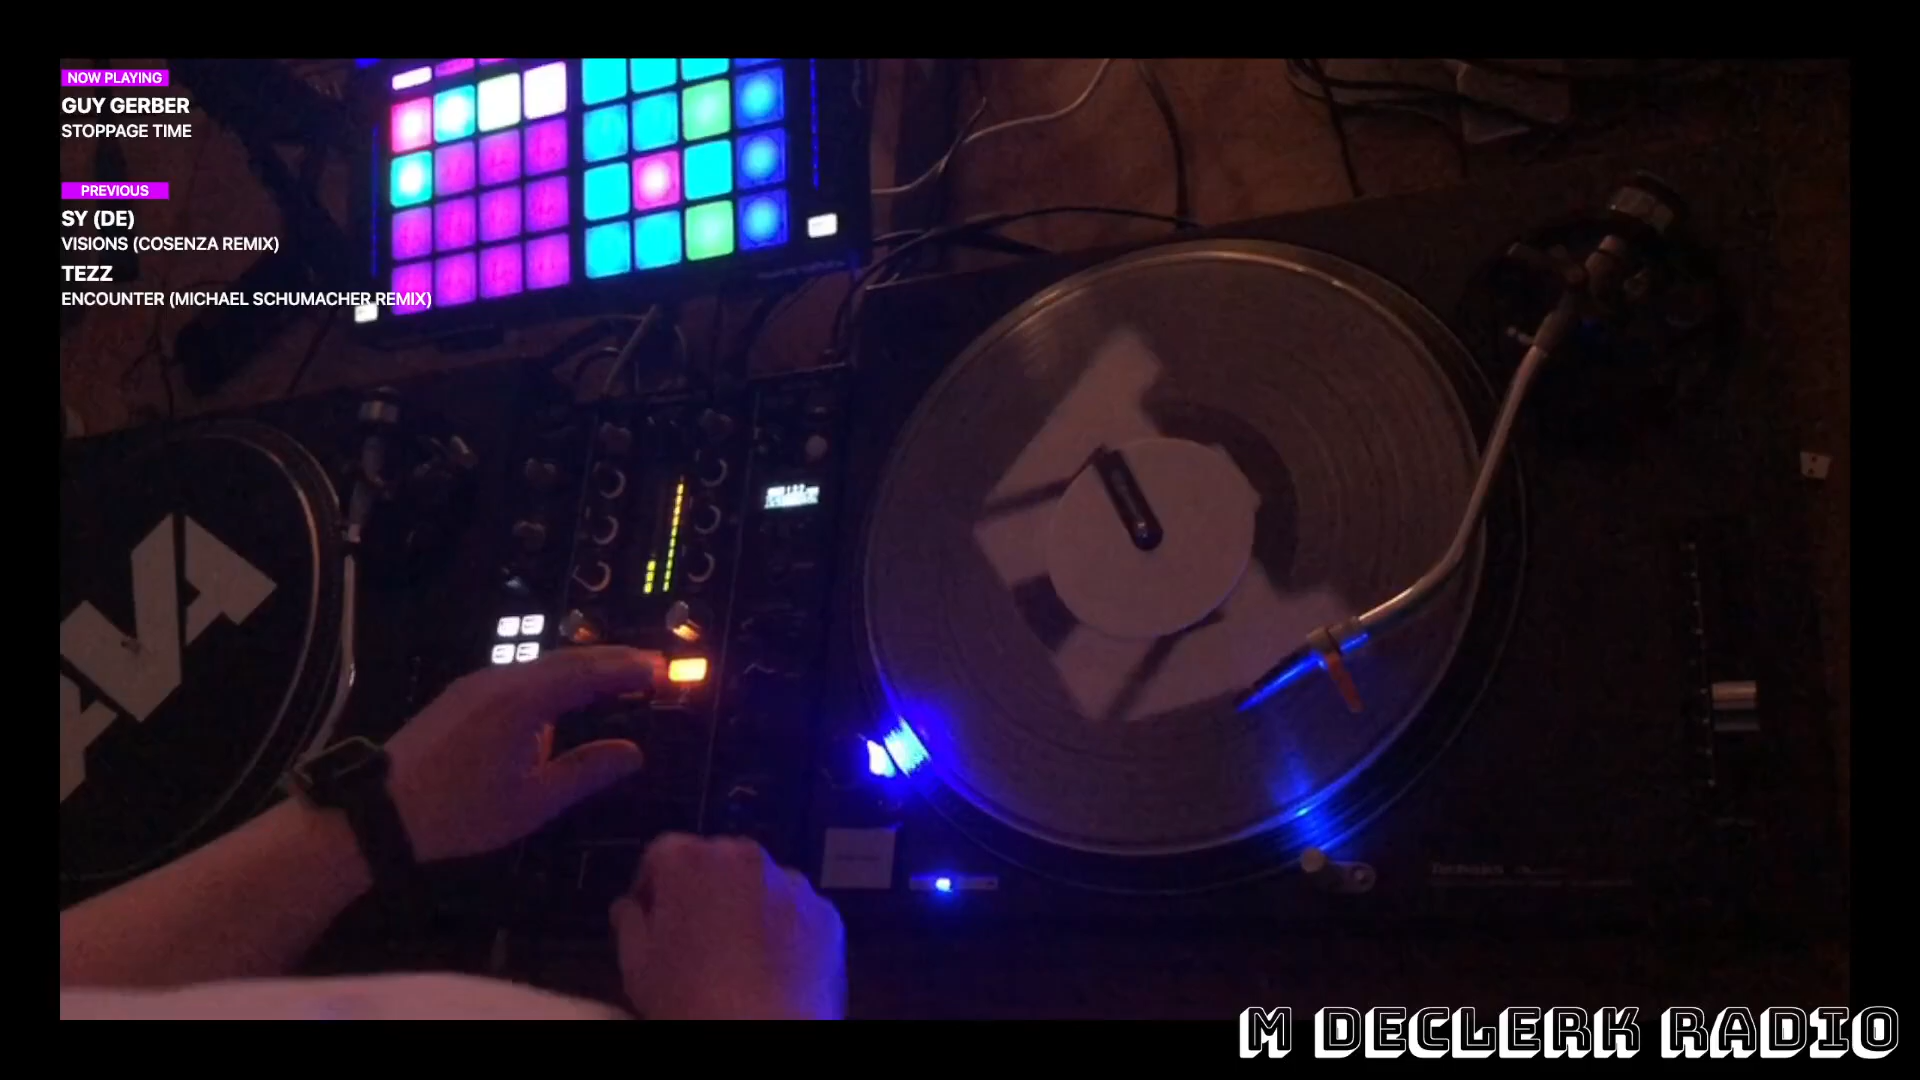 NOW PLAYING
GUY GERBER
STOPPAGE TIME
PREVIOUS
SY (DE)
VISIONS (COSENZA REMIX)
TEZZ
ENCOUNTER (MICHAEL SCHUMACHER REMIX)
Technics
M DECLERK RADIO